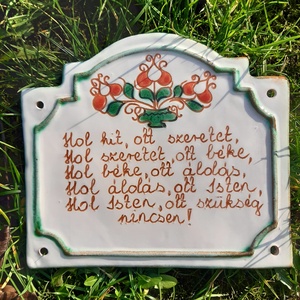 Hol hit, ott szeretet,
Hol szeretet, ott béke,
Hol béke, ott áldás,
Hol áldás, ott Isten,
Hol Isten, ott szükség
nincsen!